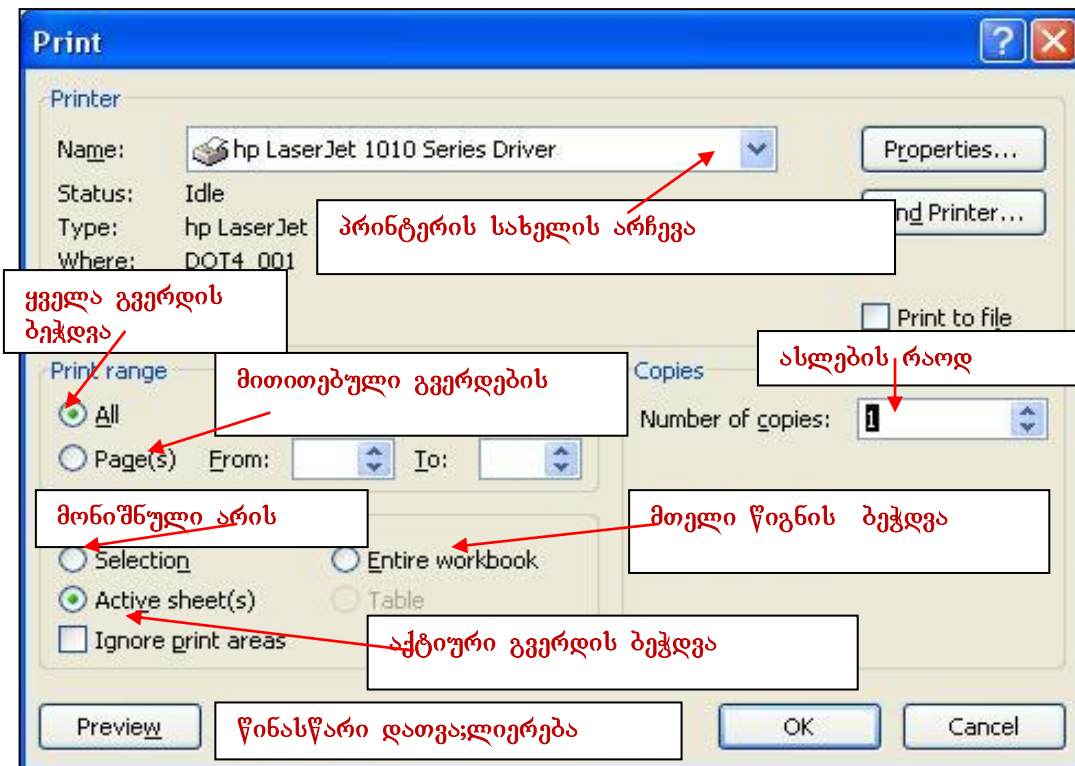 Print
Printer
Name:
hp LaserJet 1010 Series Driver
Properties...
Status:
Idle
nd Printer...
Type:
hp LaserJet
პრინტერის სახელის არჩევა
Where:
DOT4_001
ყველა გვერდის
ბეჭდვა
Print to file
ასლების რაოდ
Print range
მითითებული გვერდების
Copies
All
Number of copies:
1
Page(s)
From:
To:
მონიშნული არის
მთელი წიგნის ბეჭდვა
Selection
Entire workbook
Active sheet(s)
Table
Ignore print areas
აქტიური გვერდის ბეჭდვა
Preview
წინასწარი დათვა;ლიერება
OK
Cancel